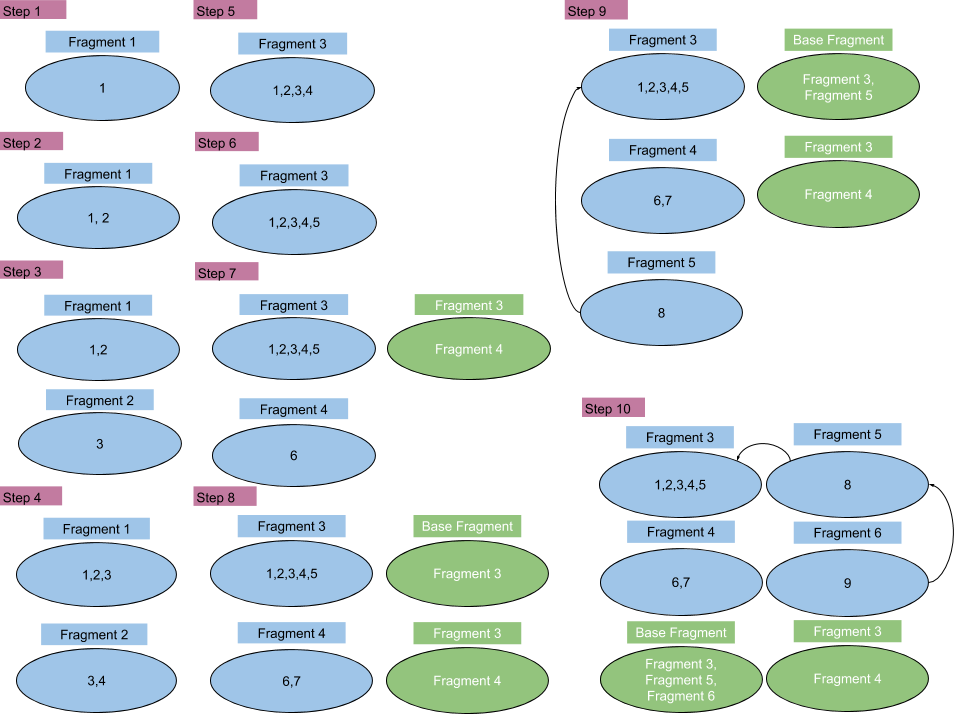 Step 1
Fragment 1
1
Step 2
Fragment 1
1, 2
Step 3
Fragment 1
1,2
Fragment 2
3
Step 4
Fragment 1
1,2,3
Fragment 2
3,4
Step 5
Fragment 3
1,2,3,4
Step 6
Fragment 3
1,2,3,4,5
Step 7
Fragment 3
1,2,3,4,5
Fragment 3
Fragment 4
Fragment 4
6
Step 8
Fragment 3
1,2,3,4,5
Base Fragment
Fragment 3
Fragment 4
6,7
Fragment 3
Fragment 4
Step 9
Fragment 3
1,2,3,4,5
Base Fragment
Fragment 3,
Fragment 5
Fragment 4
6,7
Fragment 3
Fragment 4
Fragment 5
8
Step 10
Fragment 3
1,2,3,4,5
Fragment 5
8
Fragment 4
6,7
Fragment 6
9
Base Fragment
Fragment 3,
Fragment 5,
Fragment 6
Fragment 3
Fragment 4